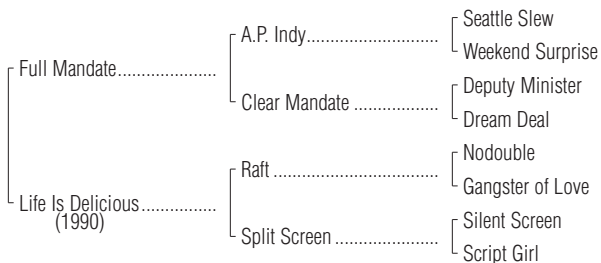 Seattle Slew
A.P. Indy..............................
Weekend Surprise
Full Mandate......................
Deputy Minister
Clear Mandate ...................
Dream Deal
Nodouble
Raft .....................................
Gangster of Love
Life Is Delicious.................
(1990)
Silent Screen
Split Screen .......................
Script Girl